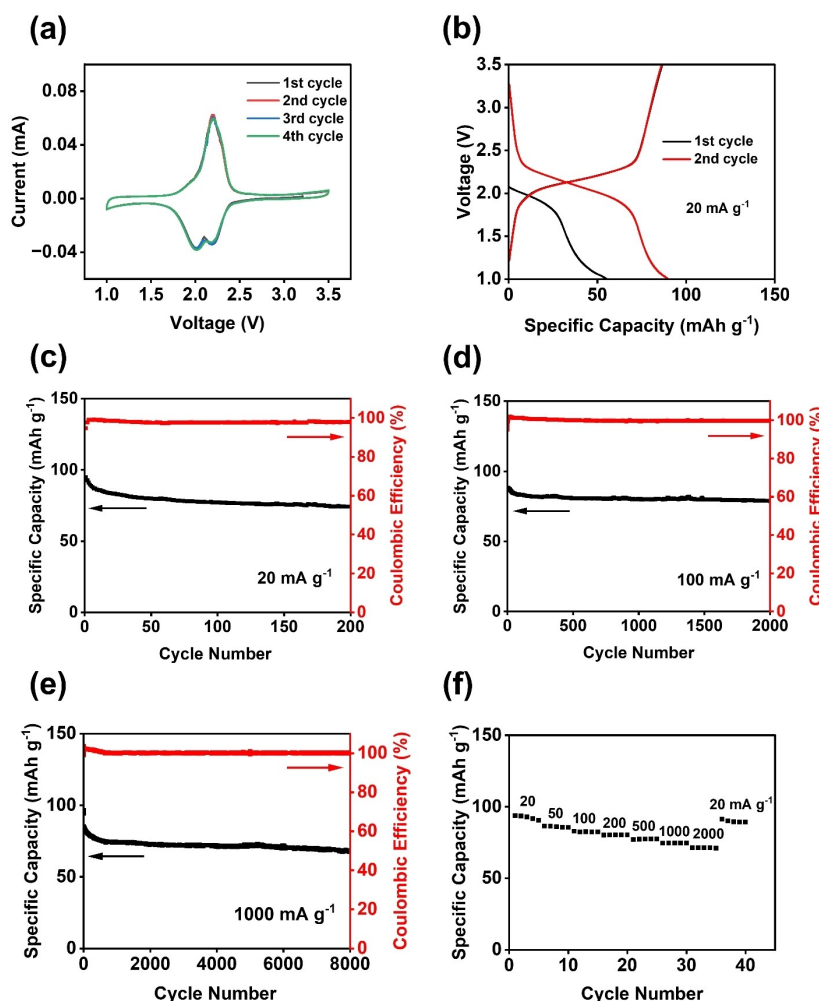 (a)
0.08
0.04
0.00
−0.04
Current (mA)
1st cycle
2nd cycle
3rd cycle
4th cycle
1.0 1.5 2.0 2.5 3.0 3.5
Voltage (V)
(b)
3.5
3.0
2.5
2.0
1.5
1.0
Voltage (V)
1st cycle
2nd cycle
20 mA g⁻¹
0 50 100 150
Specific Capacity (mAh g⁻¹)
(c)
150
100
50
0
Specific Capacity (mAh g⁻¹)
100
80
60
40
20
0
Coulombic Efficiency (%)
20 mA g⁻¹
0 50 100 150 200
Cycle Number
(d)
150
100
50
0
Specific Capacity (mAh g⁻¹)
100
80
60
40
20
0
Coulombic Efficiency (%)
100 mA g⁻¹
0 500 1000 1500 2000
Cycle Number
(e)
150
100
50
0
Specific Capacity (mAh g⁻¹)
100
80
60
40
20
0
Coulombic Efficiency (%)
1000 mA g⁻¹
0 2000 4000 6000 8000
Cycle Number
(f)
150
100
50
0
Specific Capacity (mAh g⁻¹)
20 50 100 200 500 1000 2000 20 mA g⁻¹
0 10 20 30 40
Cycle Number